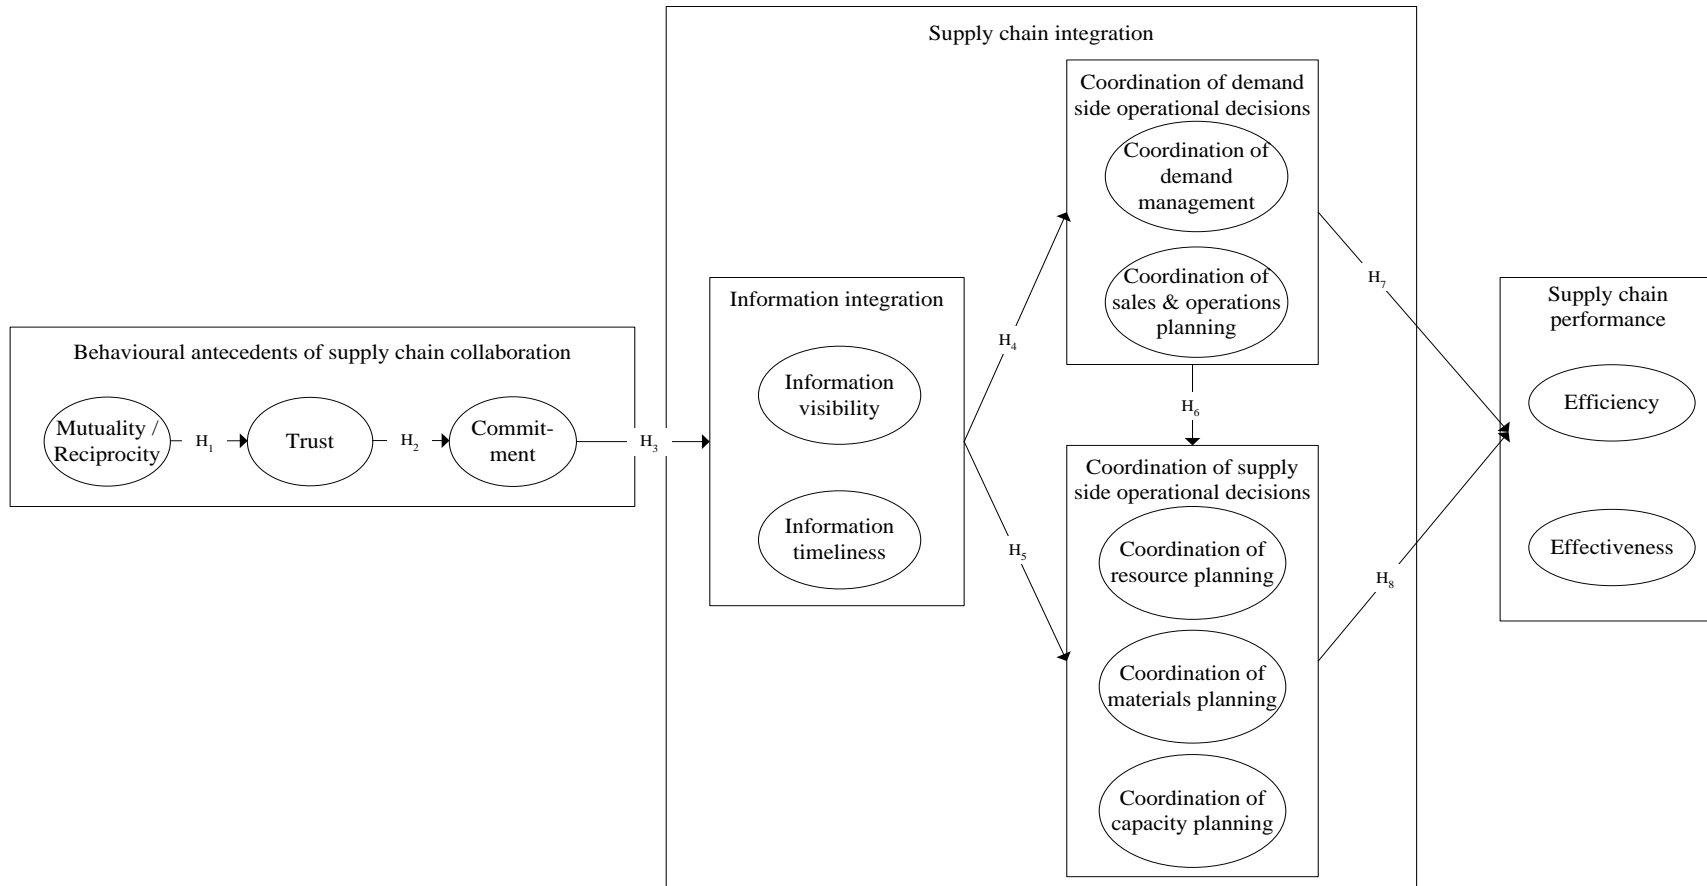 Supply chain integration
Coordination of demand
side operational decisions
Coordination of
demand
management
Coordination of
sales & operations
planning
Information integration
Information
visibility
Information
timeliness
Behavioural antecedents of supply chain collaboration
Mutuality /
Reciprocity
H₁
Trust
H₂
Commit-
ment
H₃
H₄
H₅
H₆
Coordination of supply
side operational decisions
Coordination of
resource planning
Coordination of
materials planning
Coordination of
capacity planning
H₇
H₈
Supply chain
performance
Efficiency
Effectiveness